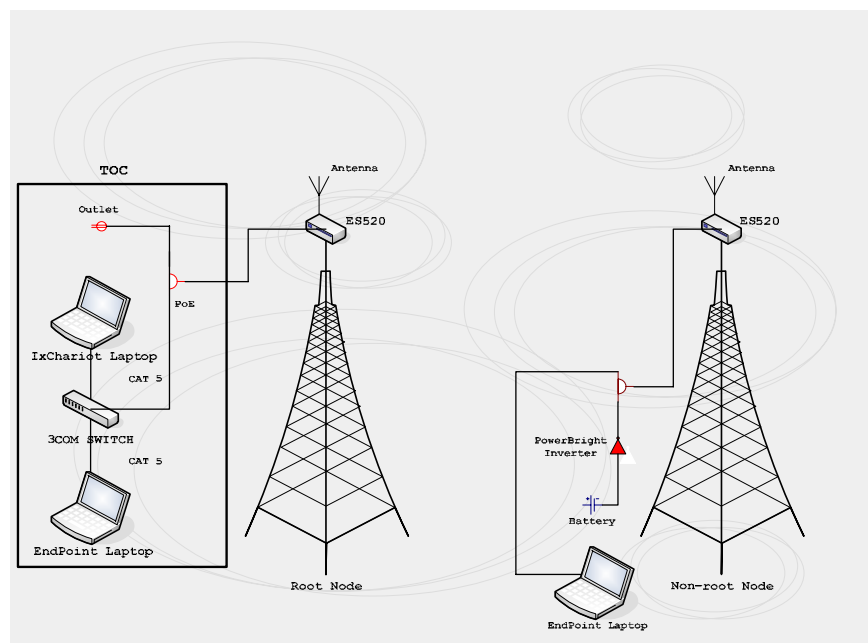 TOC
Outlet
PoE
IxChariot Laptop
CAT 5
3COM SWITCH
CAT 5
EndPoint Laptop
Antenna
ES520
Root Node
Antenna
ES520
PowerBright
Inverter
Battery
EndPoint Laptop
Non-root Node